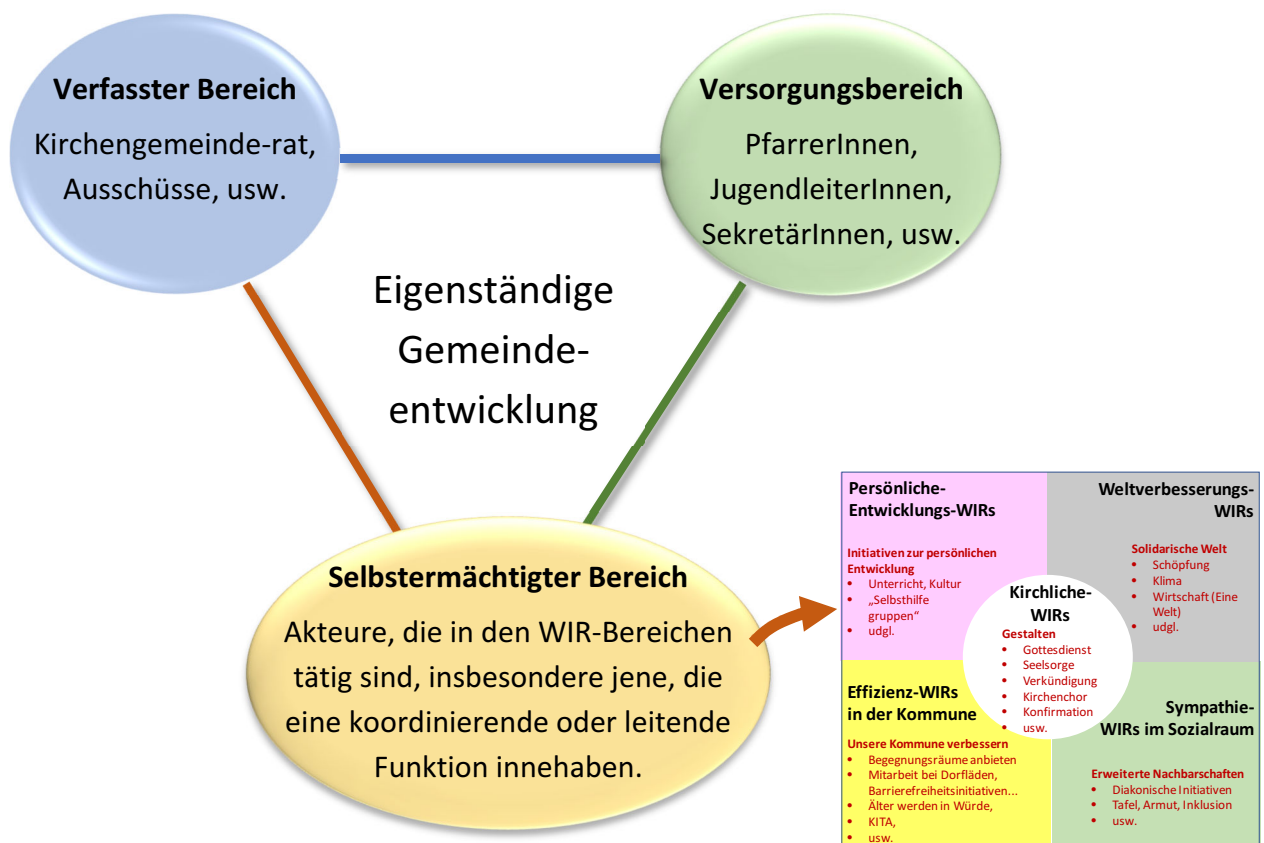 Verfasster Bereich
Kirchengemeinde-rat,
Ausschüsse, usw.
Versorgungsbereich
PfarrerInnen,
JugendleiterInnen,
SekretärInnen, usw.
Eigenständige
Gemeinde-
entwicklung
Selbstermächtigter Bereich
Akteure, die in den WIR-Bereichen
tätig sind, insbesondere jene, die
eine koordinierende oder leitende
Funktion innehaben.
Persönliche-
Entwicklungs-WIRs
Initiativen zur persönlichen
Entwicklung
• Unterricht, Kultur
• „Selbsthilfe
gruppen“
• udgl.
Weltverbesserungs-
WIRs
Solidarische Welt
• Schöpfung
• Klima
• Wirtschaft (Eine
Welt)
• udgl.
Kirchliche-
WIRs
Gestalten
• Gottesdienst
• Seelsorge
• Verkündigung
• Kirchenchor
• Konfirmation
• usw.
Effizienz-WIRs
in der Kommune
Unsere Kommune verbessern
• Begegnungsräume anbieten
• Mitarbeit bei Dorfläden,
Barrierefreiheitsinitiativen...
• Älter werden in Würde,
• KITA,
• usw.
Sympathie-
WIRs im Sozialraum
Erweiterte Nachbarschaften
• Diakonische Initiativen
• Tafel, Armut, Inklusion
• usw.